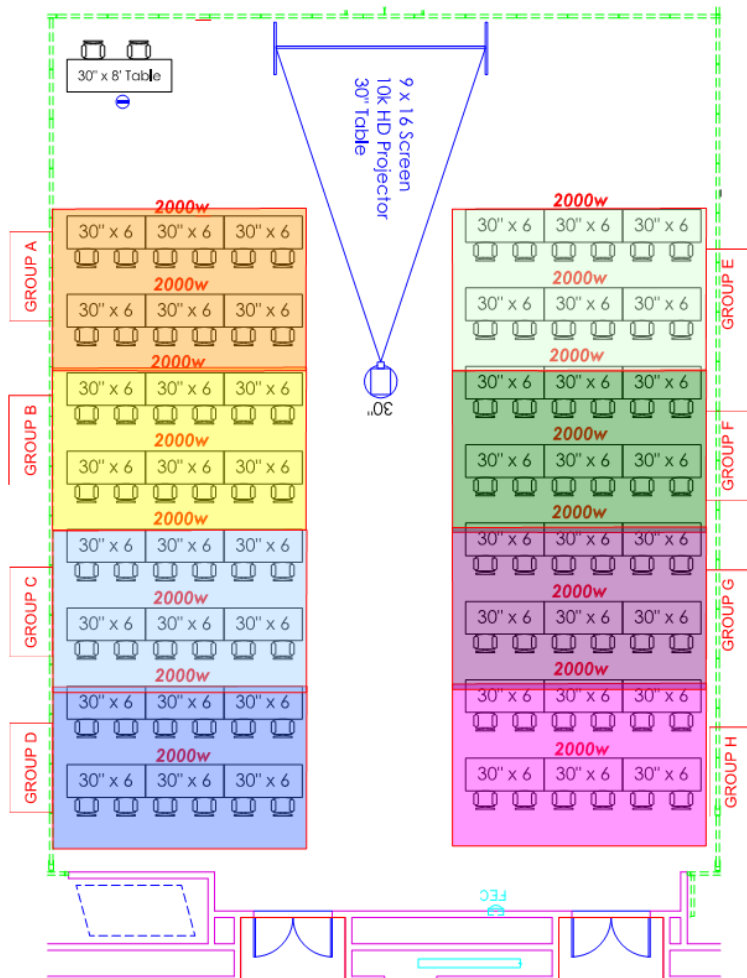 30" x 8' Table
9 x 16 Screen
10k HD Projector
30" Table
30"
GROUP A
2000w
30" x 6 30" x 6 30" x 6
2000w
30" x 6 30" x 6 30" x 6
GROUP B
2000w
30" x 6 30" x 6 30" x 6
2000w
30" x 6 30" x 6 30" x 6
GROUP C
2000w
30" x 6 30" x 6 30" x 6
2000w
30" x 6 30" x 6 30" x 6
GROUP D
2000w
30" x 6 30" x 6 30" x 6
2000w
30" x 6 30" x 6 30" x 6
GROUP E
2000w
30" x 6 30" x 6 30" x 6
2000w
30" x 6 30" x 6 30" x 6
GROUP F
2000w
30" x 6 30" x 6 30" x 6
2000w
30" x 6 30" x 6 30" x 6
GROUP G
2000w
30" x 6 30" x 6 30" x 6
2000w
30" x 6 30" x 6 30" x 6
GROUP H
2000w
30" x 6 30" x 6 30" x 6
2000w
30" x 6 30" x 6 30" x 6
FEC